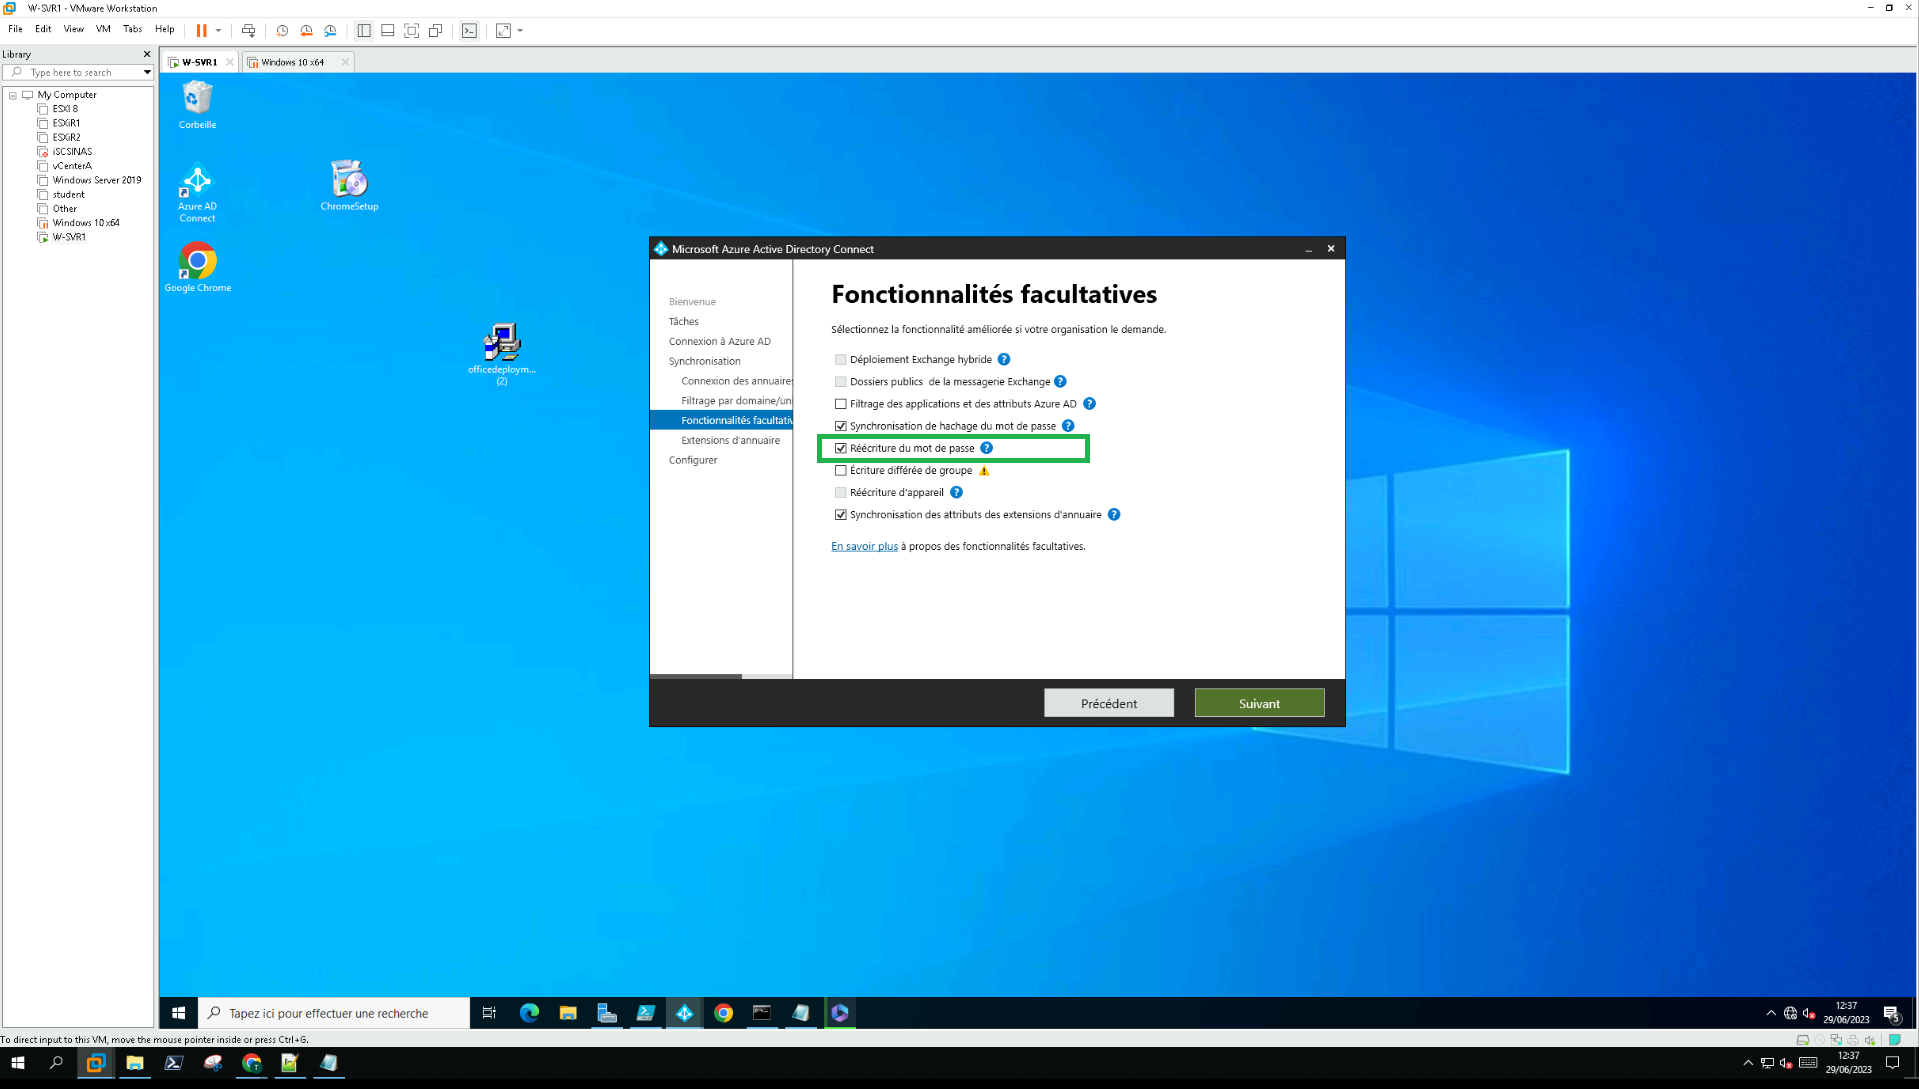 W-SVR1 - VMware Workstation
File Edit View VM Tabs Help
Library
Type here to search
My Computer
ESXI 8
ESXiR1
ESXiR2
iSCSINAS
vCenterA
Windows Server 2019
student
Other
Windows 10 x64
W-SVR1
W-SVR1
Windows 10 x64
Corbeille
Azure AD
Connect
ChromeSetup
Google Chrome
officedeploym...
(2)
Microsoft Azure Active Directory Connect
Bienvenue
Tâches
Connexion à Azure AD
Synchronisation
Connexion des annuaires
Filtrage par domaine/un
Fonctionnalités facultativ
Extensions d'annuaire
Configurer
Fonctionnalités facultatives
Sélectionnez la fonctionnalité améliorée si votre organisation le demande.
Déploiement Exchange hybride ?
Dossiers publics de la messagerie Exchange ?
Filtrage des applications et des attributs Azure AD ?
Synchronisation de hachage du mot de passe ?
Réécriture du mot de passe ?
Écriture différée de groupe
Réécriture d'appareil ?
Synchronisation des attributs des extensions d'annuaire ?
En savoir plus à propos des fonctionnalités facultatives.
Précédent
Suivant
Tapez ici pour effectuer une recherche
12:37
29/06/2023
5
To direct input to this VM, move the mouse pointer inside or press Ctrl+G.
12:37
29/06/2023